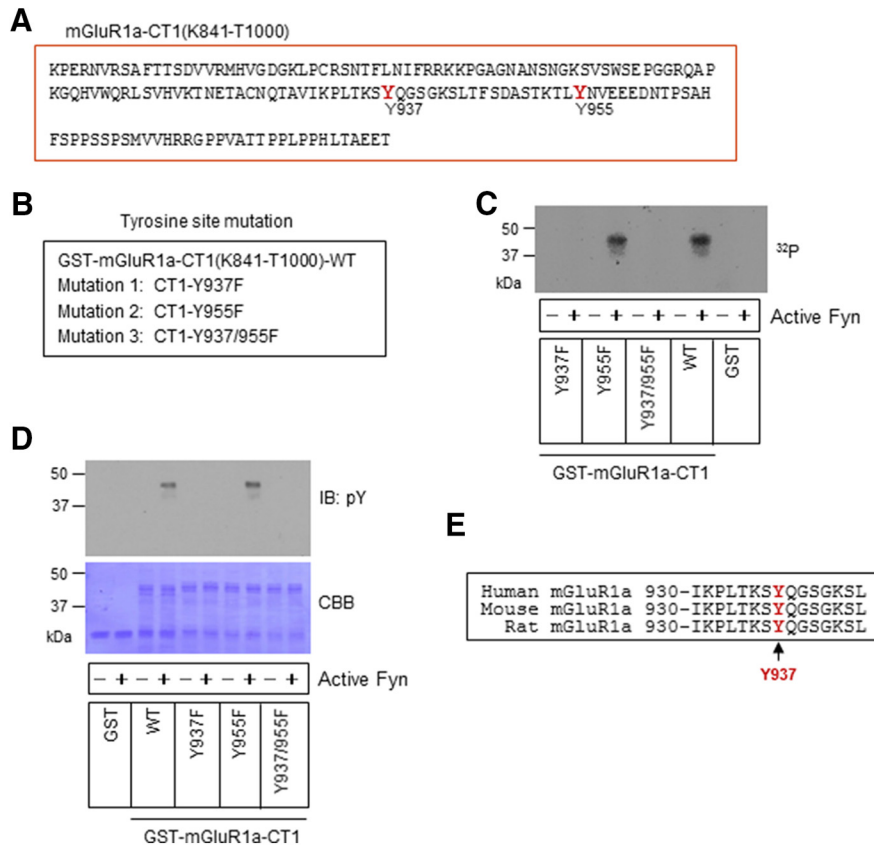 A
mGluR1a-CT1(K841-T1000)
KPERNVRSAFTTSDVVRMHVGDGKLPCRSNTFLNIFRRKKPGAGNANSNGKSVSWSEPGGRQAP
KGQHVWQRLSVHVKTNETACNQTAVIKPLTKSYQGSGKSLTFSDASTKTLYNVEEEDNTPSAH
Y937
Y955
FSPPSSPSMVVHRRGPPVATTPPLPPHLTAEET
B
Tyrosine site mutation
GST-mGluR1a-CT1(K841-T1000)-WT
Mutation 1: CT1-Y937F
Mutation 2: CT1-Y955F
Mutation 3: CT1-Y937/955F
C
50
37
kDa
32P
– + – + – + – + – +
Active Fyn
Y937F
Y955F
Y937/955F
WT
GST
GST-mGluR1a-CT1
D
50
37
IB: pY
50
37
kDa
CBB
– + – + – + – + – +
Active Fyn
GST
WT
Y937F
Y955F
Y937/955F
GST-mGluR1a-CT1
E
Human mGluR1a 930-IKPLTKSYQGSGKSL
Mouse mGluR1a 930-IKPLTKSYQGSGKSL
Rat mGluR1a 930-IKPLTKSYQGSGKSL
Y937